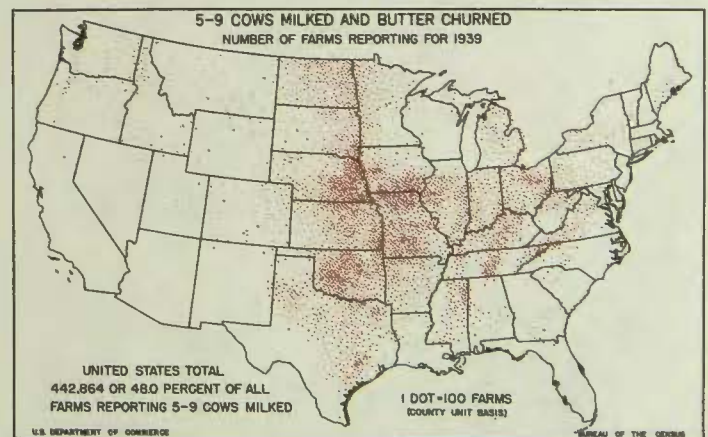 5-9 COWS MILKED AND BUTTER CHURNED
NUMBER OF FARMS REPORTING FOR 1939
UNITED STATES TOTAL
442,864 OR 48.0 PERCENT OF ALL
FARMS REPORTING 5-9 COWS MILKED
1 DOT=100 FARMS
(COUNTY UNIT BASIS)
U.S. DEPARTMENT OF COMMERCE
BUREAU OF THE CENSUS